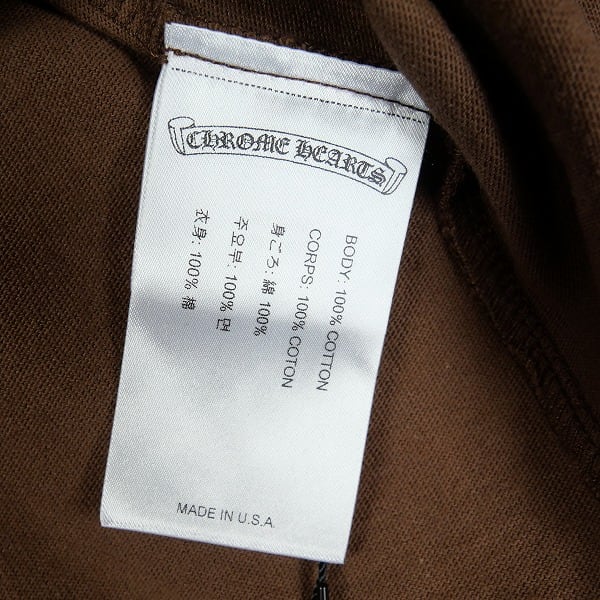 CHROME HEARTS
BODY: 100% COTTON
CORPS: 100% COTON
身ごろ: 綿 100%
주요부: 100% 면
衣身: 100% 棉
MADE IN U.S.A.